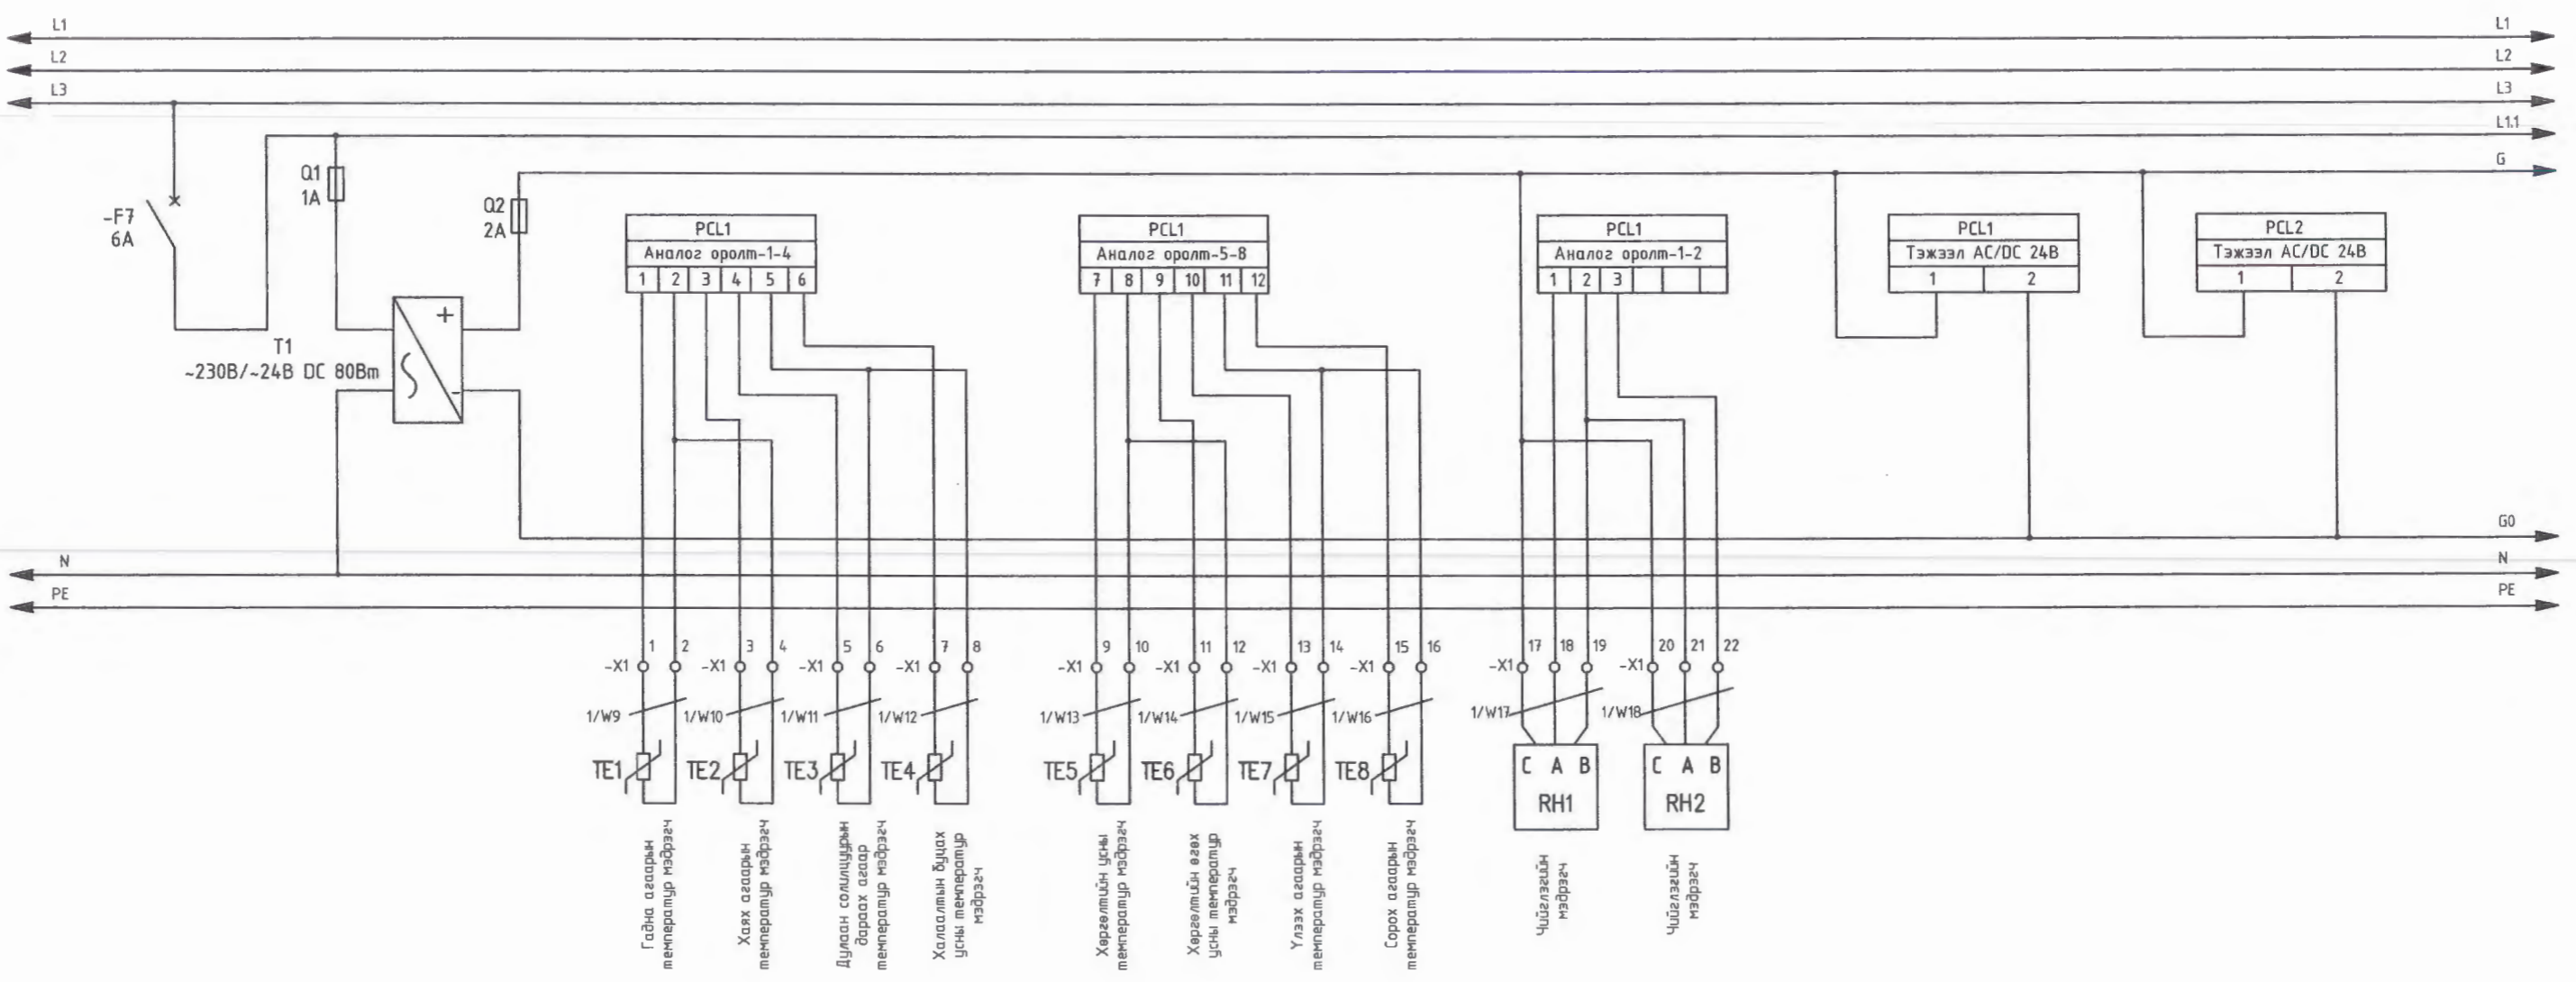 L1 L1
L2 L2
L3 L3
L1.1
G
Q1
1A
-F7
6A
Q2
2A
PCL1
Аналог оролт-1-4
1 2 3 4 5 6
PCL1
Аналог оролт-5-8
7 8 9 10 11 12
PCL1
Аналог оролт-1-2
1 2 3
PCL1
Тэжээл AC/DC 24В
1 2
PCL2
Тэжээл AC/DC 24В
1 2
T1
~230В/~24В DC 80Вт
+
-
G0
N N
PE PE
1 2 3 4 5 6 7 8 9 10 11 12 13 14 15 16 17 18 19 20 21 22
-X1 -X1 -X1 -X1 -X1 -X1 -X1 -X1 -X1 -X1
1/W9 1/W10 1/W11 1/W12 1/W13 1/W14 1/W15 1/W16 1/W17 1/W18
TE1 TE2 TE3 TE4 TE5 TE6 TE7 TE8
C A B
RH1
C A B
RH2
Гадна агаарын
температур мэдрэгч
Хаях агаарын
температур мэдрэгч
Дулаан солилцуурын
дараах агаар
температур мэдрэгч
Халаалтын буцах
усны температур
мэдрэгч
Хөргөлтийн усны
температур мэдрэгч
Хөргөлтийн өгөх
усны температур
мэдрэгч
Үлээх агаарын
температур мэдрэгч
Сорох агаарын
температур мэдрэгч
Чийглэгийн
мэдрэгч
Чийглэгийн
мэдрэгч